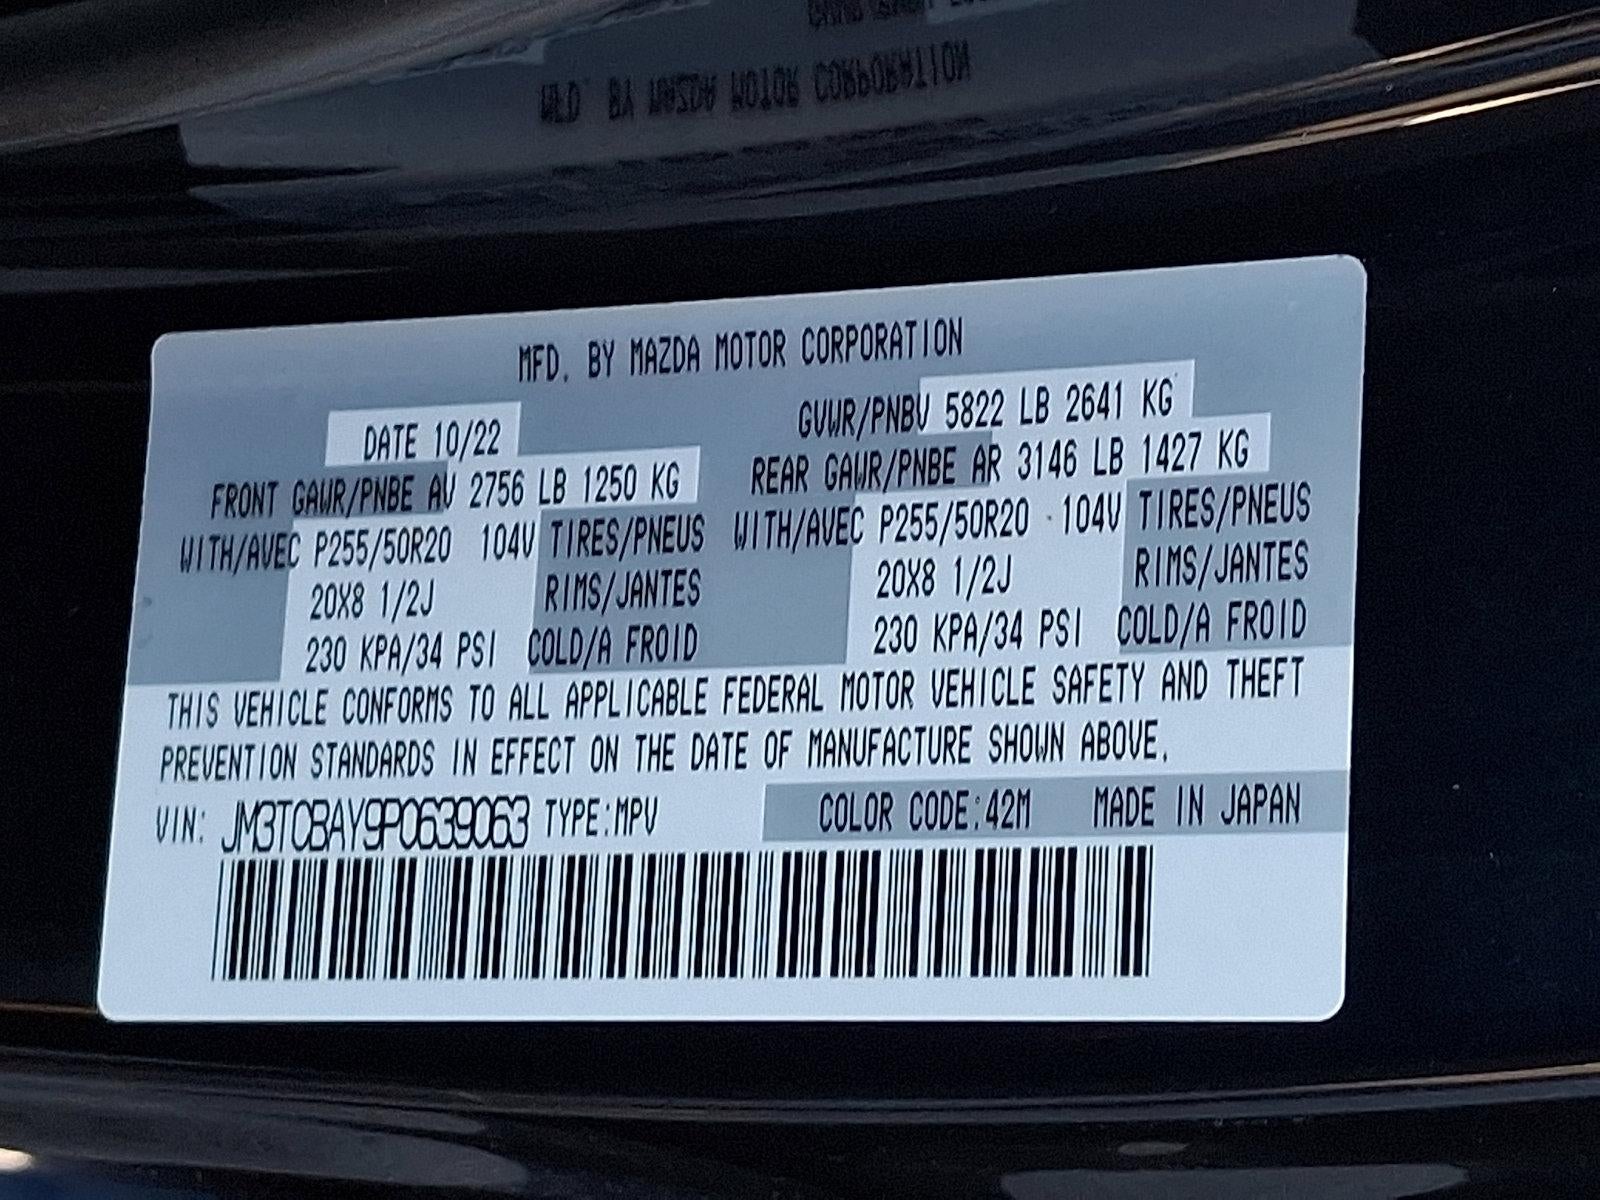 MFD. BY MAZDA MOTOR CORPORATION
DATE 10/22 GVWR/PNBV 5822 LB 2641 KG
FRONT GAWR/PNBE AV 2756 LB 1250 KG REAR GAWR/PNBE AR 3146 LB 1427 KG
WITH/AVEC P255/50R20 104V TIRES/PNEUS WITH/AVEC P255/50R20 104V TIRES/PNEUS
20X8 1/2J RIMS/JANTES 20X8 1/2J RIMS/JANTES
230 KPA/34 PSI COLD/A FROID 230 KPA/34 PSI COLD/A FROID
THIS VEHICLE CONFORMS TO ALL APPLICABLE FEDERAL MOTOR VEHICLE SAFETY AND THEFT
PREVENTION STANDARDS IN EFFECT ON THE DATE OF MANUFACTURE SHOWN ABOVE.
VIN: JM3TCBAY9P0639063 TYPE:MPV COLOR CODE:42M MADE IN JAPAN